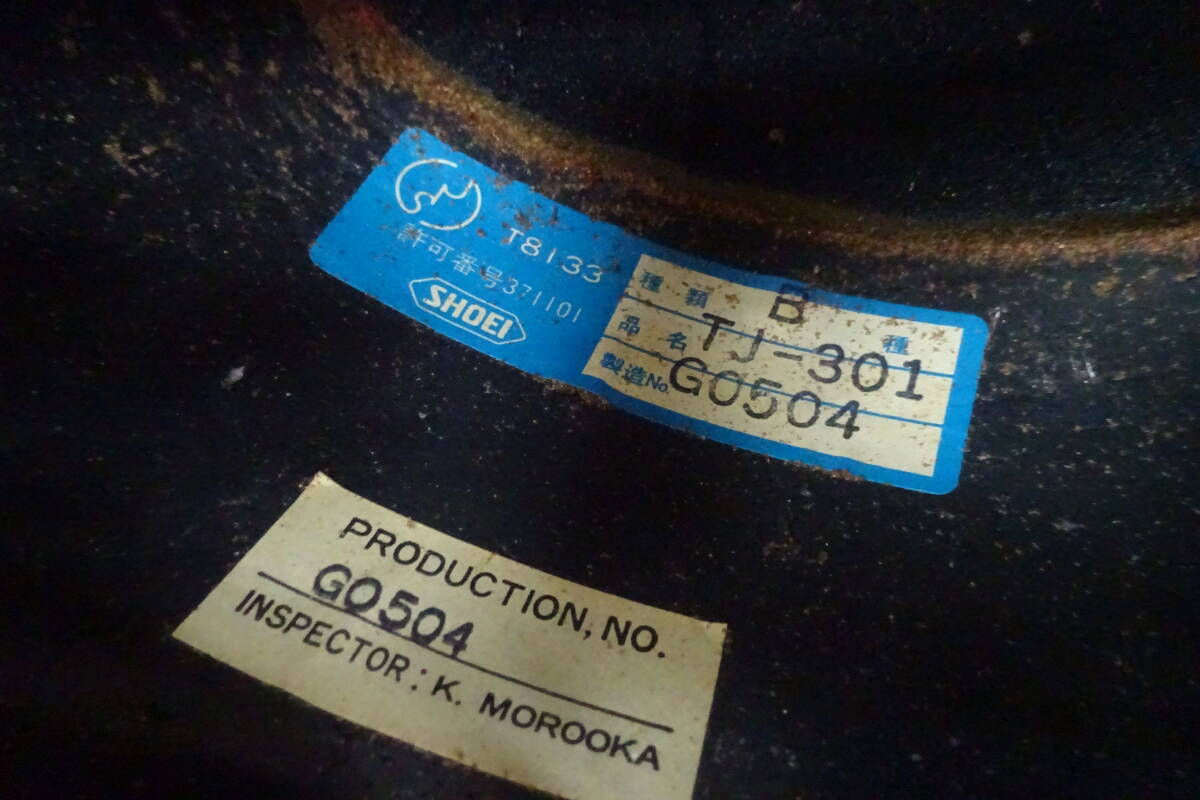 T8133
許可番号371101
SHOEI
種類 B 種
品名 TJ-301
製造No. G0504
PRODUCTION, NO.
G0504
INSPECTOR: K. MOROOKA